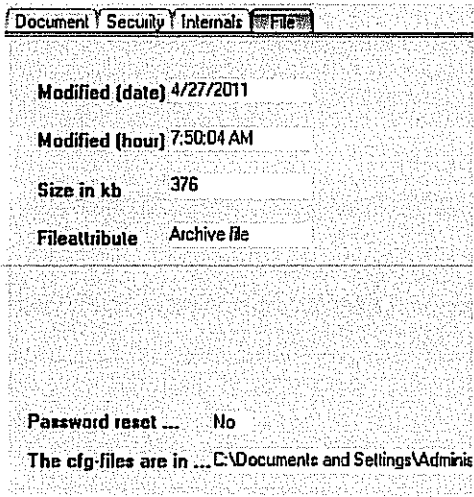 Document Security Internals File
Modified (date) 4/27/2011
Modified (hour) 7:50:04 AM
Size in kb 376
Fileattribute Archive file
Password reset ... No
The cfg-files are in ... C:\Documents and Settings\Adminis